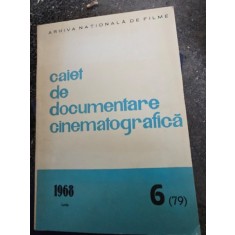 ARHIVA NAȚIONALĂ DE FILME
caiet
de
documentare
cinematografică
1968
6 (79)